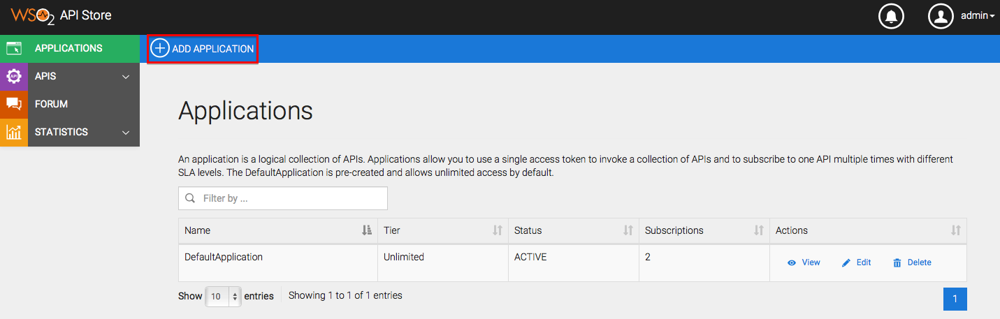 WSO2 API Store
admin
APPLICATIONS
ADD APPLICATION
API
APIS
FORUM
STATISTICS
Applications
An application is a logical collection of APIs. Applications allow you to use a single access token to invoke a collection of APIs and to subscribe to one API multiple times with different
SLA levels. The DefaultApplication is pre-created and allows unlimited access by default.
Filter by ...
Name Tier Status Subscriptions Actions
DefaultApplication Unlimited ACTIVE 2 View Edit Delete
Show 10 entries Showing 1 to 1 of 1 entries 1